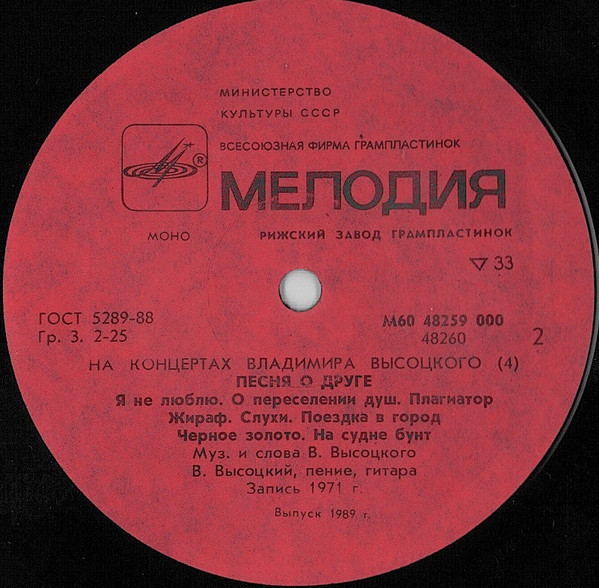 МИНИСТЕРСТВО
КУЛЬТУРЫ СССР
ВСЕСОЮЗНАЯ ФИРМА ГРАМПЛАСТИНОК
®
МЕЛОДИЯ
МОНО РИЖСКИЙ ЗАВОД ГРАМПЛАСТИНОК
▽ 33
ГОСТ 5289-88 М60 48259 000
Гр. 3. 2-25 48260 2
НА КОНЦЕРТАХ ВЛАДИМИРА ВЫСОЦКОГО (4)
ПЕСНЯ О ДРУГЕ
Я не люблю. О переселении душ. Плагиатор
Жираф. Слухи. Поездка в город
Черное золото. На судне бунт
Муз. и слова В. Высоцкого
В. Высоцкий, пение, гитара
Запись 1971 г.
Выпуск 1989 г.